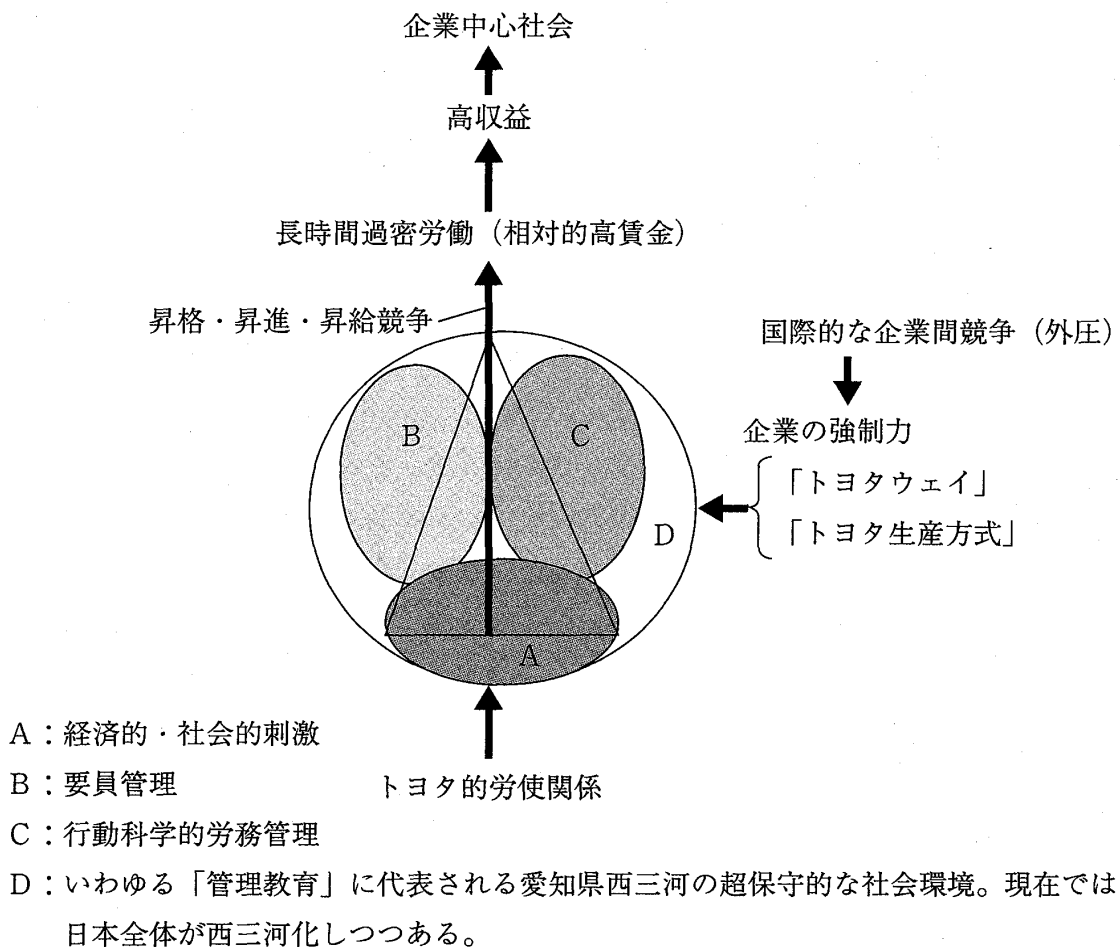 企業中心社会
高収益
長時間過密労働（相対的高賃金）
昇格・昇進・昇給競争
国際的な企業間競争（外圧）
企業の強制力
「トヨタウェイ」
「トヨタ生産方式」
B
C
D
A
トヨタ的労使関係
A：経済的・社会的刺激
B：要員管理
C：行動科学的労務管理
D：いわゆる「管理教育」に代表される愛知県西三河の超保守的な社会環境。現在では
日本全体が西三河化しつつある。